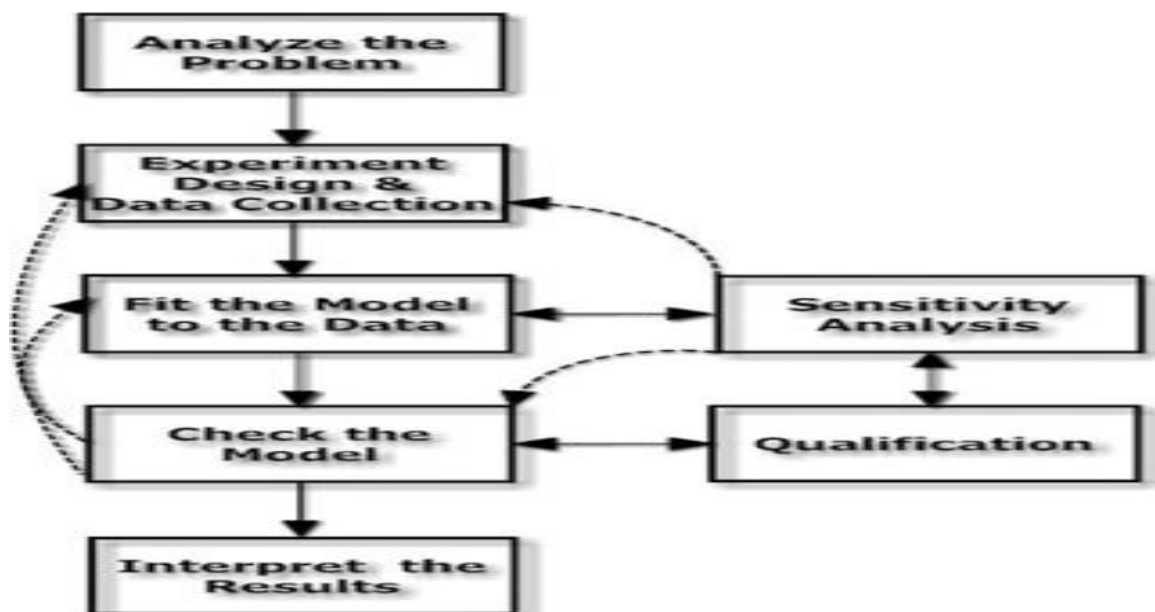 Analyze the
Problem
Experiment
Design &
Data Collection
Fit the Model
to the Data
Sensitivity
Analysis
Check the
Model
Qualification
Interpret the
Results